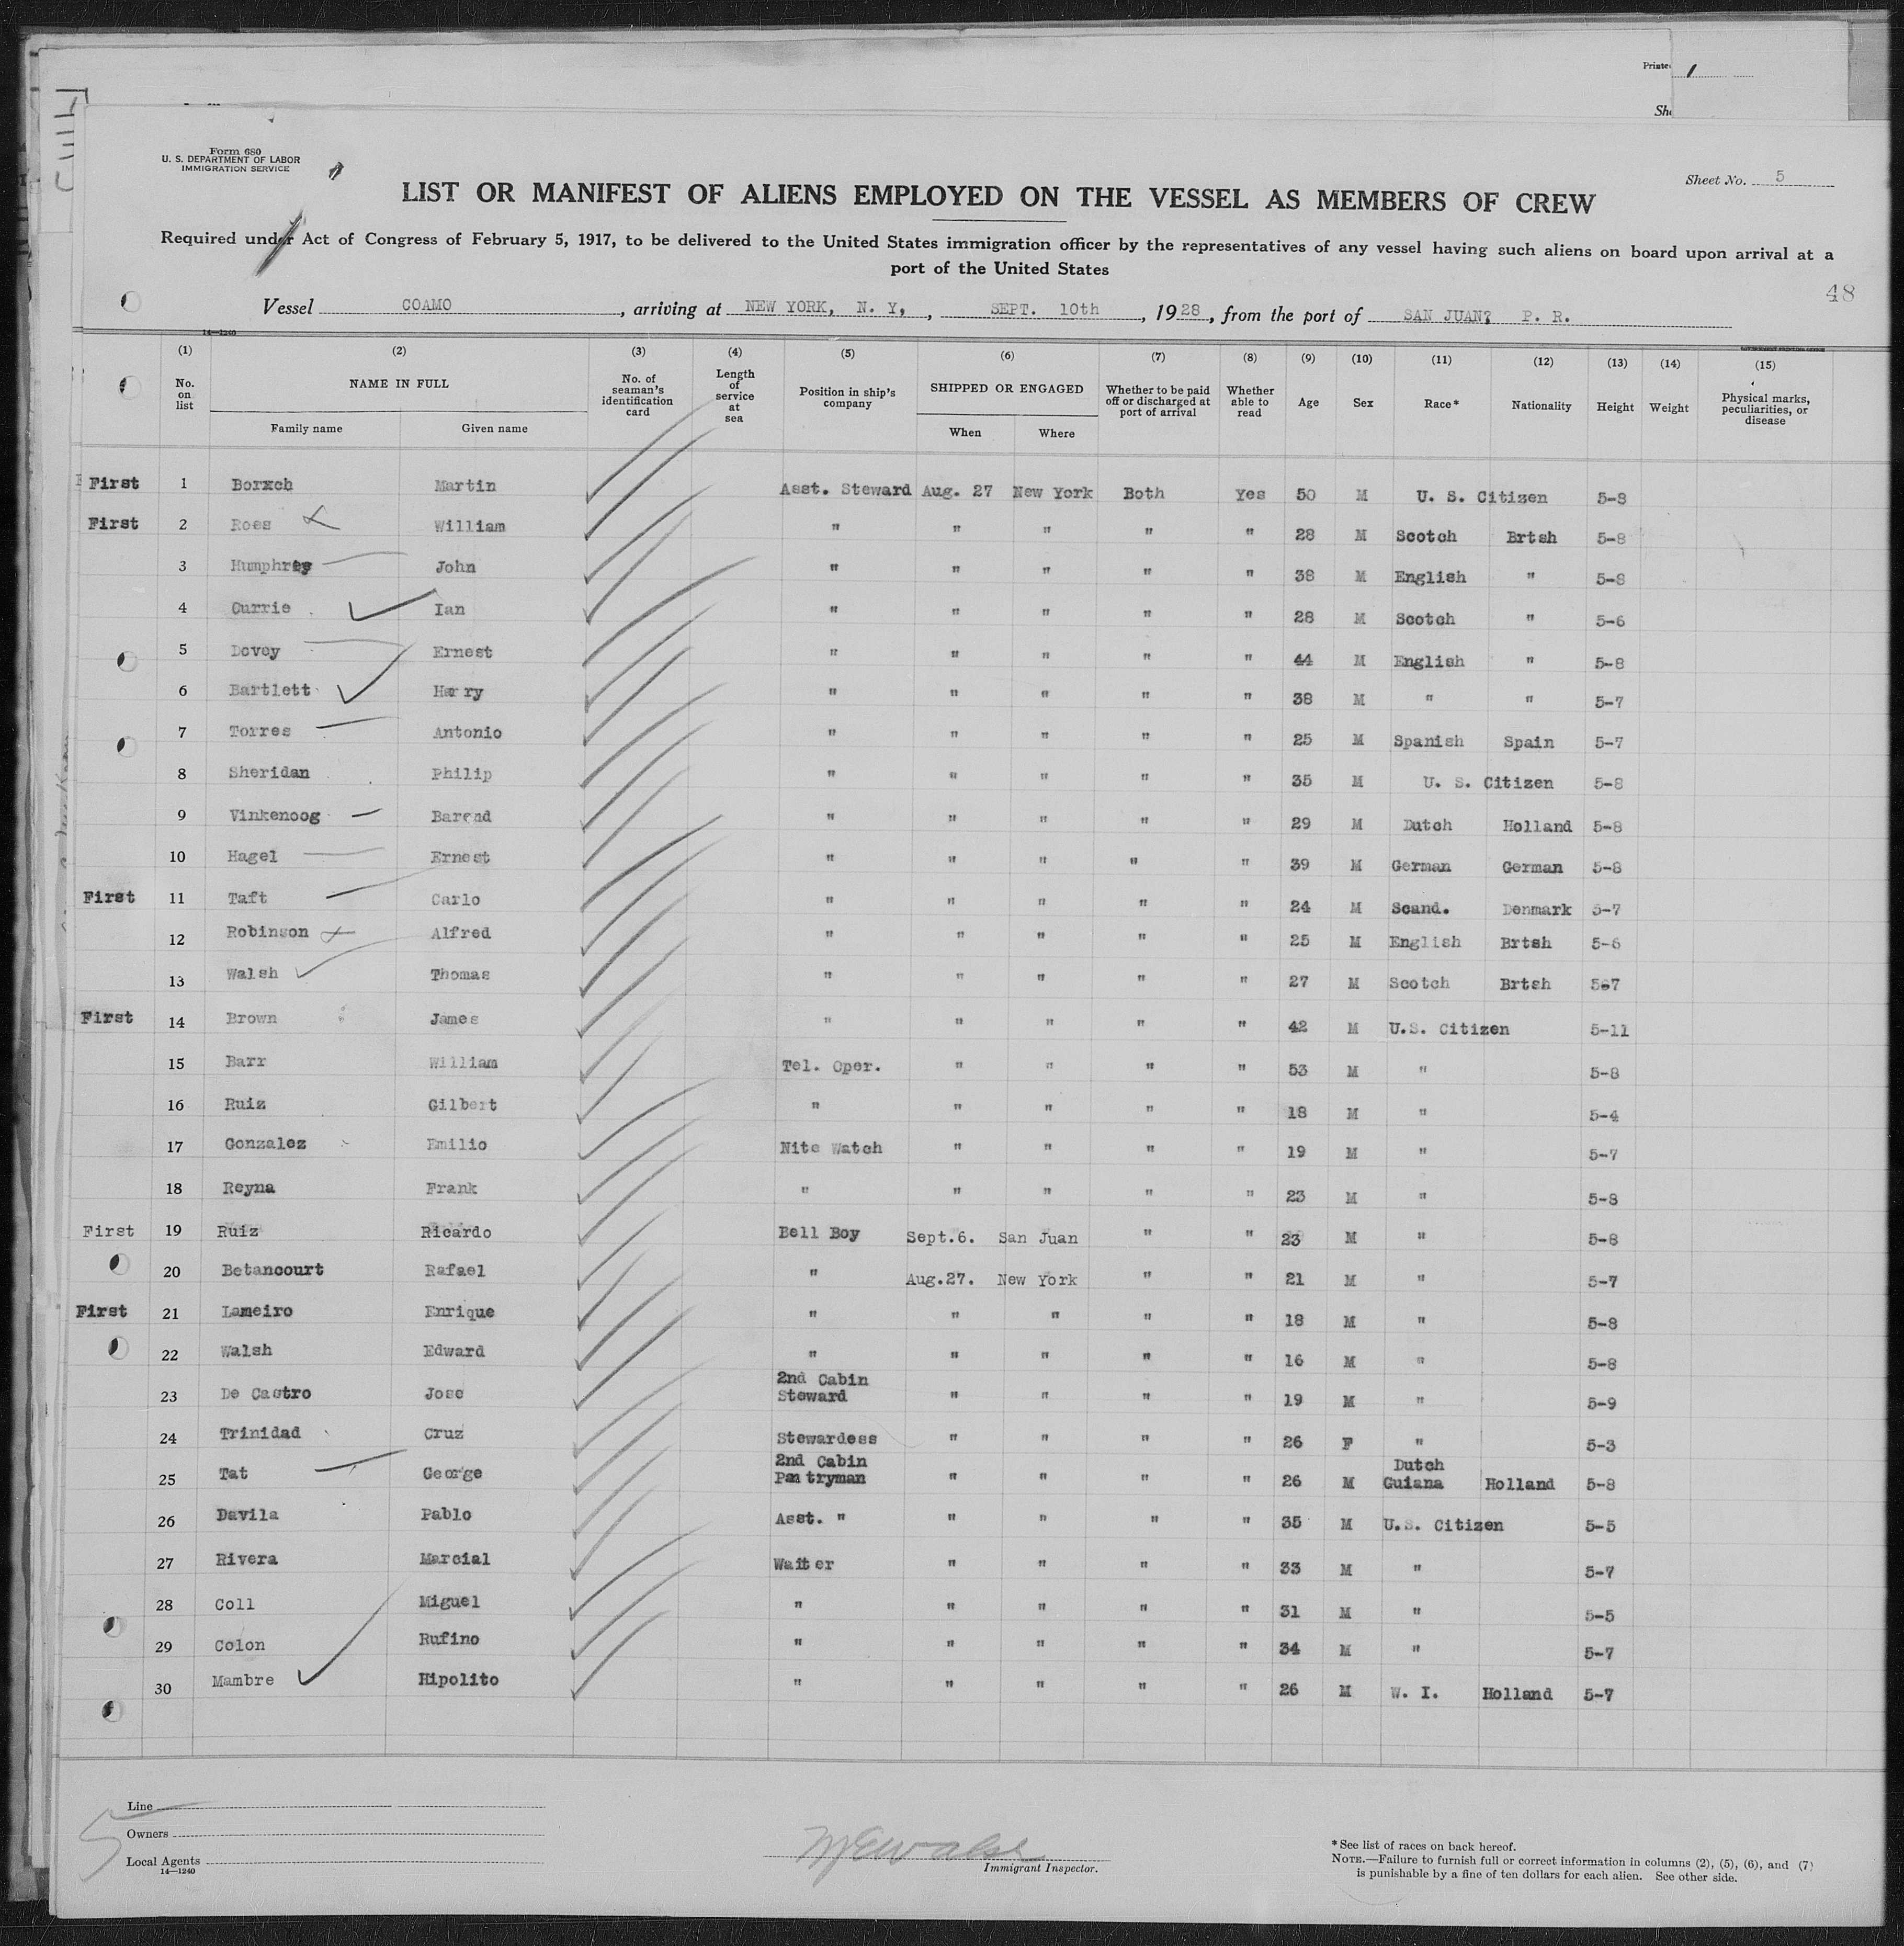 Printe
Sh
Form 680
U. S. DEPARTMENT OF LABOR
IMMIGRATION SERVICE
Sheet No. 5
LIST OR MANIFEST OF ALIENS EMPLOYED ON THE VESSEL AS MEMBERS OF CREW
Required under Act of Congress of February 5, 1917, to be delivered to the United States immigration officer by the representatives of any vessel having such aliens on board upon arrival at a
port of the United States
48
Vessel COAMO, arriving at NEW YORK, N. Y, , SEPT. 10th, 1928, from the port of SAN JUAN? P. R.
14—1240
(1) (2) (3) (4) (5) (6) (7) (8) (9) (10) (11) (12) (13) (14) (15)
No. on list NAME IN FULL No. of seaman's identification card Length of service at sea Position in ship's company SHIPPED OR ENGAGED Whether to be paid off or discharged at port of arrival Whether able to read Age Sex Race* Nationality Height Weight Physical marks, peculiarities, or disease
Family name Given name When Where
First 1 Borxch Martin Asst. Steward Aug. 27 New York Both Yes 50 M U. S. Citizen 5-8
First 2 Roes William " " " " " 28 M Scotch Brtsh 5-8
3 Humphrey John " " " " " 38 M English " 5-8
4 Currie Ian " " " " " 28 M Scotch " 5-6
5 Dovey Ernest " " " " " 44 M English " 5-8
6 Bartlett Harry " " " " " 38 M " " 5-7
7 Torres Antonio " " " " " 25 M Spanish Spain 5-7
8 Sheridan Philip " " " " " 35 M U. S. Citizen 5-8
9 Vinkenoog Barend " " " " " 29 M Dutch Holland 5-8
10 Hagel Ernest " " " " " 39 M German German 5-8
First 11 Taft Carlo " " " " " 24 M Scand. Denmark 5-7
12 Robinson Alfred " " " " " 25 M English Brtsh 5-6
13 Walsh Thomas " " " " " 27 M Scotch Brtsh 5-7
First 14 Brown James " " " " " 42 M U.S. Citizen 5-11
15 Barr William Tel. Oper. " " " " 53 M " 5-8
16 Ruiz Gilbert " " " " " 18 M " 5-4
17 Gonzalez Emilio Nite Watch " " " " 19 M " 5-7
18 Reyna Frank " " " " " 23 M " 5-8
First 19 Ruiz Ricardo Bell Boy Sept.6. San Juan " " 23 M " 5-8
20 Betancourt Rafael " Aug.27. New York " " 21 M " 5-7
First 21 Lameiro Enrique " " " " " 18 M " 5-8
22 Walsh Edward " " " " " 16 M " 5-8
23 De Castro Jose 2nd Cabin Steward " " " " 19 M " 5-9
24 Trinidad Cruz Stewardess " " " " 26 F " 5-3
25 Tat George 2nd Cabin Pantryman " " " " 26 M Dutch Guiana Holland 5-8
26 Davila Pablo Asst. " " " " " 35 M U.S. Citizen 5-5
27 Rivera Marcial Waiter " " " " 33 M " 5-7
28 Coll Miguel " " " " " 31 M " 5-5
29 Colon Rufino " " " " " 34 M " 5-7
30 Mambre Hipolito " " " " " 26 M W. I. Holland 5-7
Line
Owners
Local Agents
14—1240
5
Immigrant Inspector.
*See list of races on back hereof.
NOTE.—Failure to furnish full or correct information in columns (2), (5), (6), and (7)
is punishable by a fine of ten dollars for each alien. See other side.